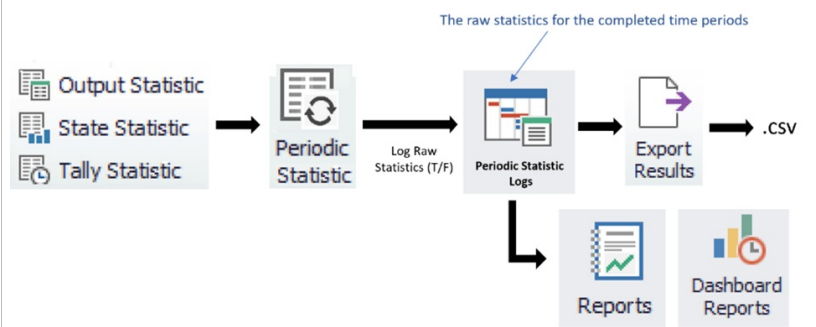 The raw statistics for the completed time periods
Output Statistic
State Statistic
Tally Statistic
Periodic
Statistic
Log Raw
Statistics (T/F)
Periodic Statistic
Logs
Export
Results
.CSV
Reports
Dashboard
Reports